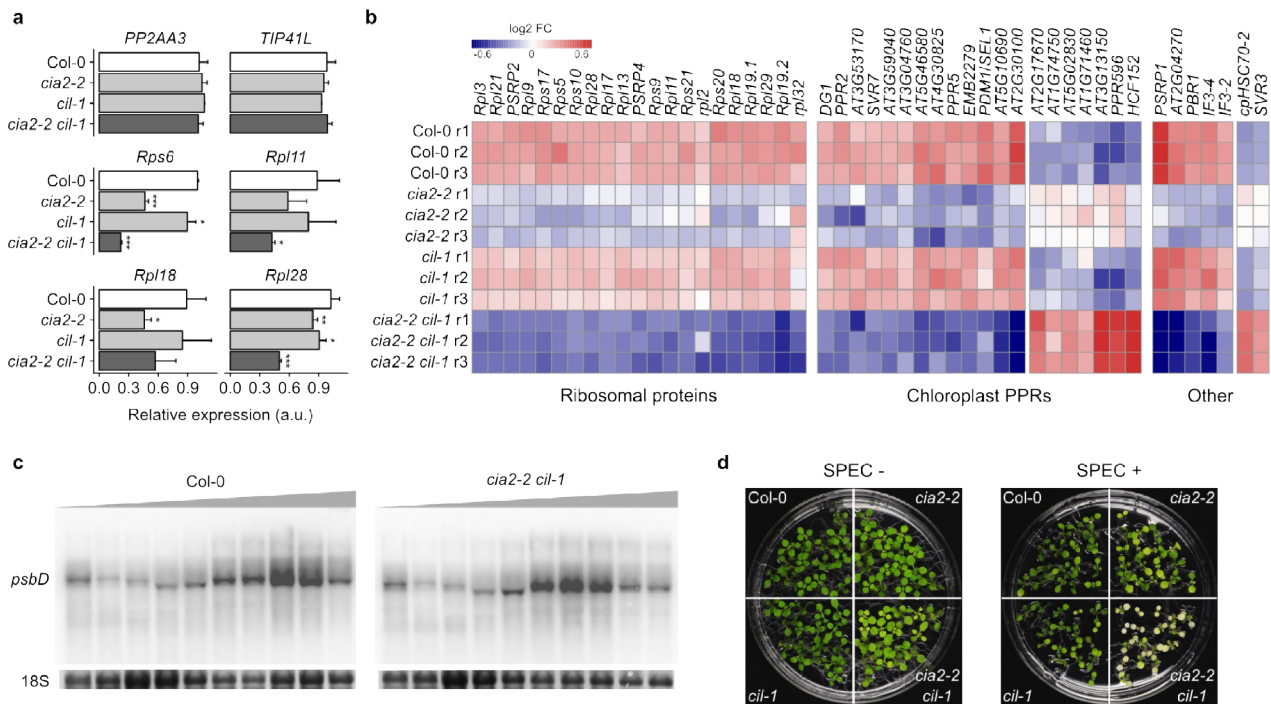 a
PP2AA3 TIP41L
Col-0
cia2-2
cil-1
cia2-2 cil-1
Rps6 Rpl11
Col-0
cia2-2 ***
cil-1 *
cia2-2 cil-1 *** *
Rpl18 Rpl28
Col-0
cia2-2 * **
cil-1 *
cia2-2 cil-1 ***
0.0 0.3 0.6 0.9 0.0 0.3 0.6 0.9
Relative expression (a.u.)
b
log2 FC
-0.6 0 0.6
Rpl3 Rpl21 PSRP2 Rpl9 Rps17 Rps5 Rps10 Rpl28 Rpl17 Rpl13 PSRP4 Rps9 Rpl11 Rps21 rpl2 Rps20 Rpl18 Rpl19.1 Rpl29 Rpl19.2 rpl32
DG1 PPR2 AT3G53170 SVR7 AT3G59040 AT3G04760 AT5G46580 AT4G30825 PPR5 EMB2279 PDM1/SEL1 AT5G10690 AT2G30100
AT2G17670 AT1G74750 AT5G02830 AT1G71460 AT3G13150 PPR596 HCF152
PSRP1 AT2G04270 PBR1 IF3-4 IF3-2 cpHSC70-2 SVR3
Col-0 r1
Col-0 r2
Col-0 r3
cia2-2 r1
cia2-2 r2
cia2-2 r3
cil-1 r1
cil-1 r2
cil-1 r3
cia2-2 cil-1 r1
cia2-2 cil-1 r2
cia2-2 cil-1 r3
Ribosomal proteins Chloroplast PPRs Other
c
Col-0 cia2-2 cil-1
psbD
18S
d
SPEC - SPEC +
Col-0 cia2-2 Col-0 cia2-2
cil-1 cia2-2 cil-1 cil-1 cia2-2 cil-1